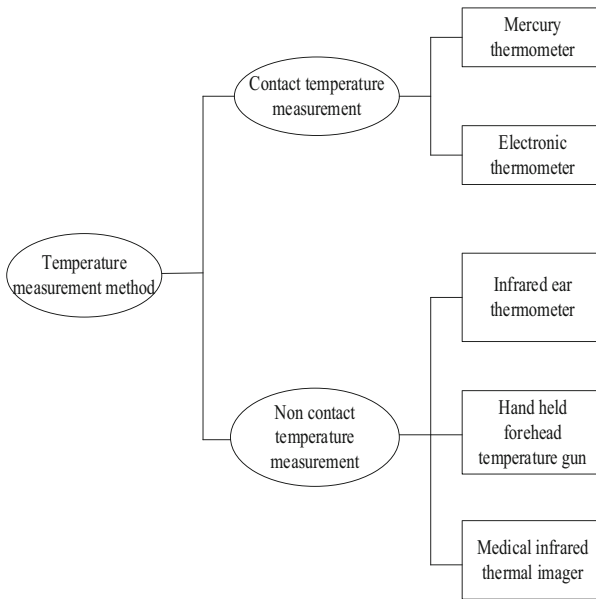 Mercury
thermometer
Contact temperature
measurement
Electronic
thermometer
Temperature
measurement method
Infrared ear
thermometer
Non contact
temperature
measurement
Hand held
forehead
temperature gun
Medical infrared
thermal imager